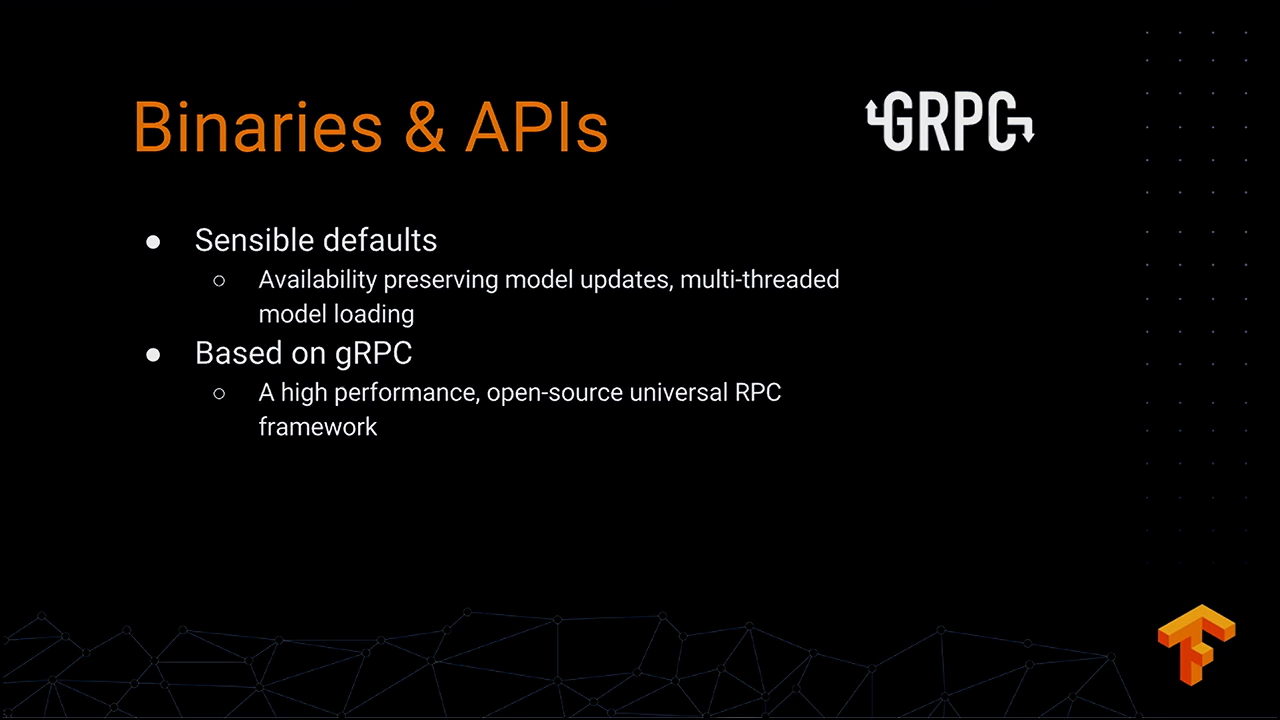 Binaries & APIs
GRPC
● Sensible defaults
○ Availability preserving model updates, multi-threaded
model loading
● Based on gRPC
○ A high performance, open-source universal RPC
framework